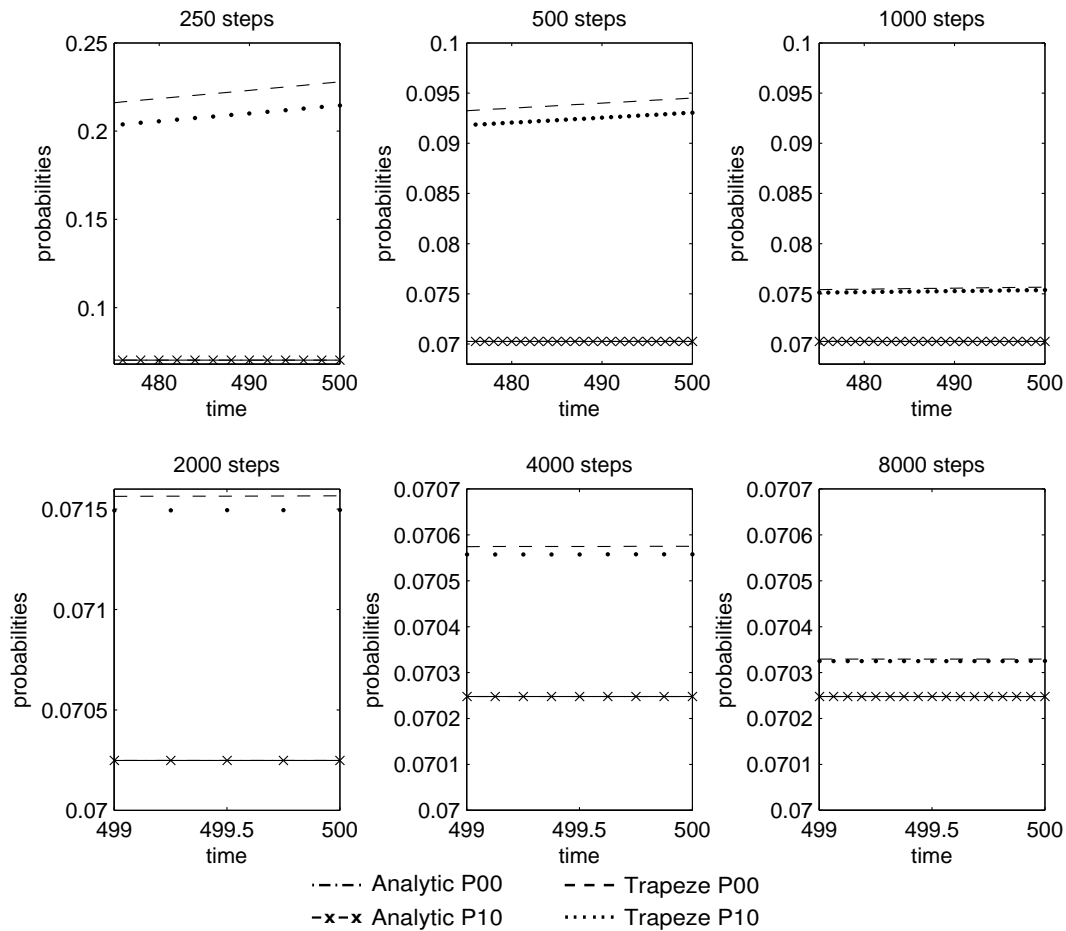 250 steps
500 steps
1000 steps
0.25
0.2
0.15
0.1
probabilities
480
490
500
time
0.1
0.095
0.09
0.085
0.08
0.075
0.07
probabilities
480
490
500
time
0.1
0.095
0.09
0.085
0.08
0.075
0.07
probabilities
480
490
500
time
2000 steps
4000 steps
8000 steps
0.0715
0.071
0.0705
0.07
probabilities
499
499.5
500
time
0.0707
0.0706
0.0705
0.0704
0.0703
0.0702
0.0701
0.07
probabilities
499
499.5
500
time
0.0707
0.0706
0.0705
0.0704
0.0703
0.0702
0.0701
0.07
probabilities
499
499.5
500
time
Analytic P00
Trapeze P00
Analytic P10
Trapeze P10